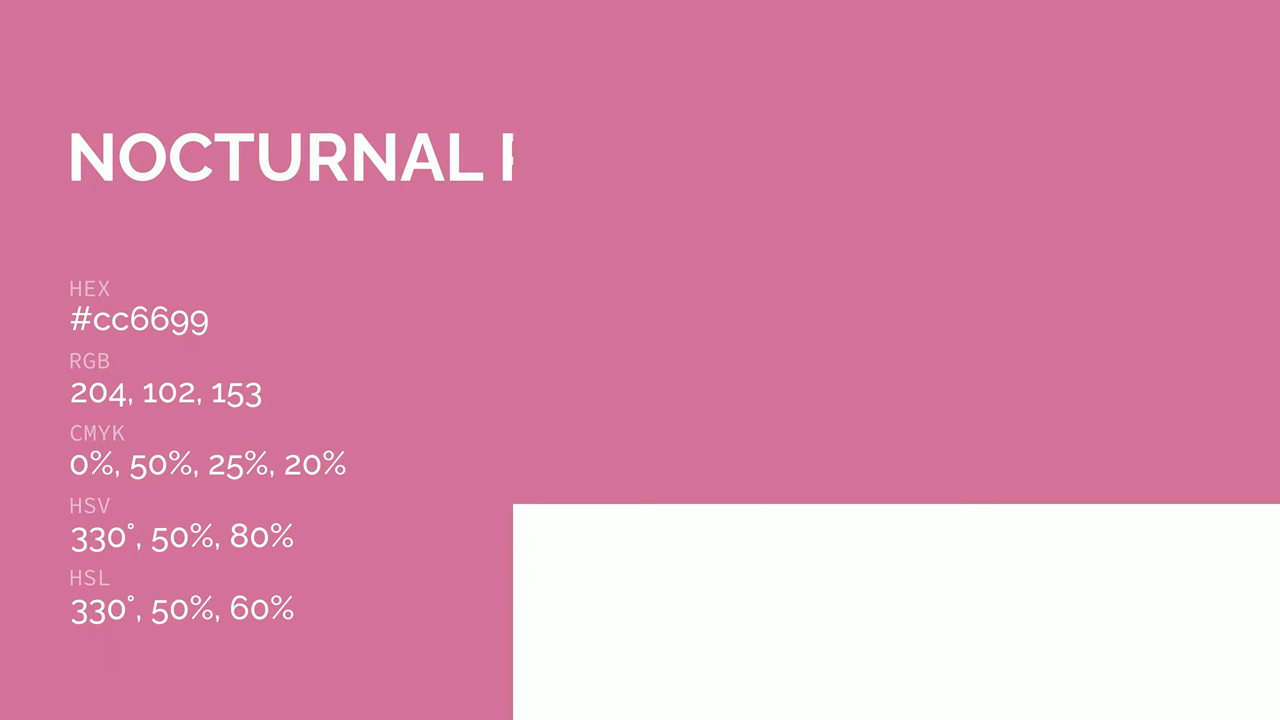 NOCTURNAL
HEX
#cc6699
RGB
204, 102, 153
CMYK
0%, 50%, 25%, 20%
HSV
330°, 50%, 80%
HSL
330°, 50%, 60%